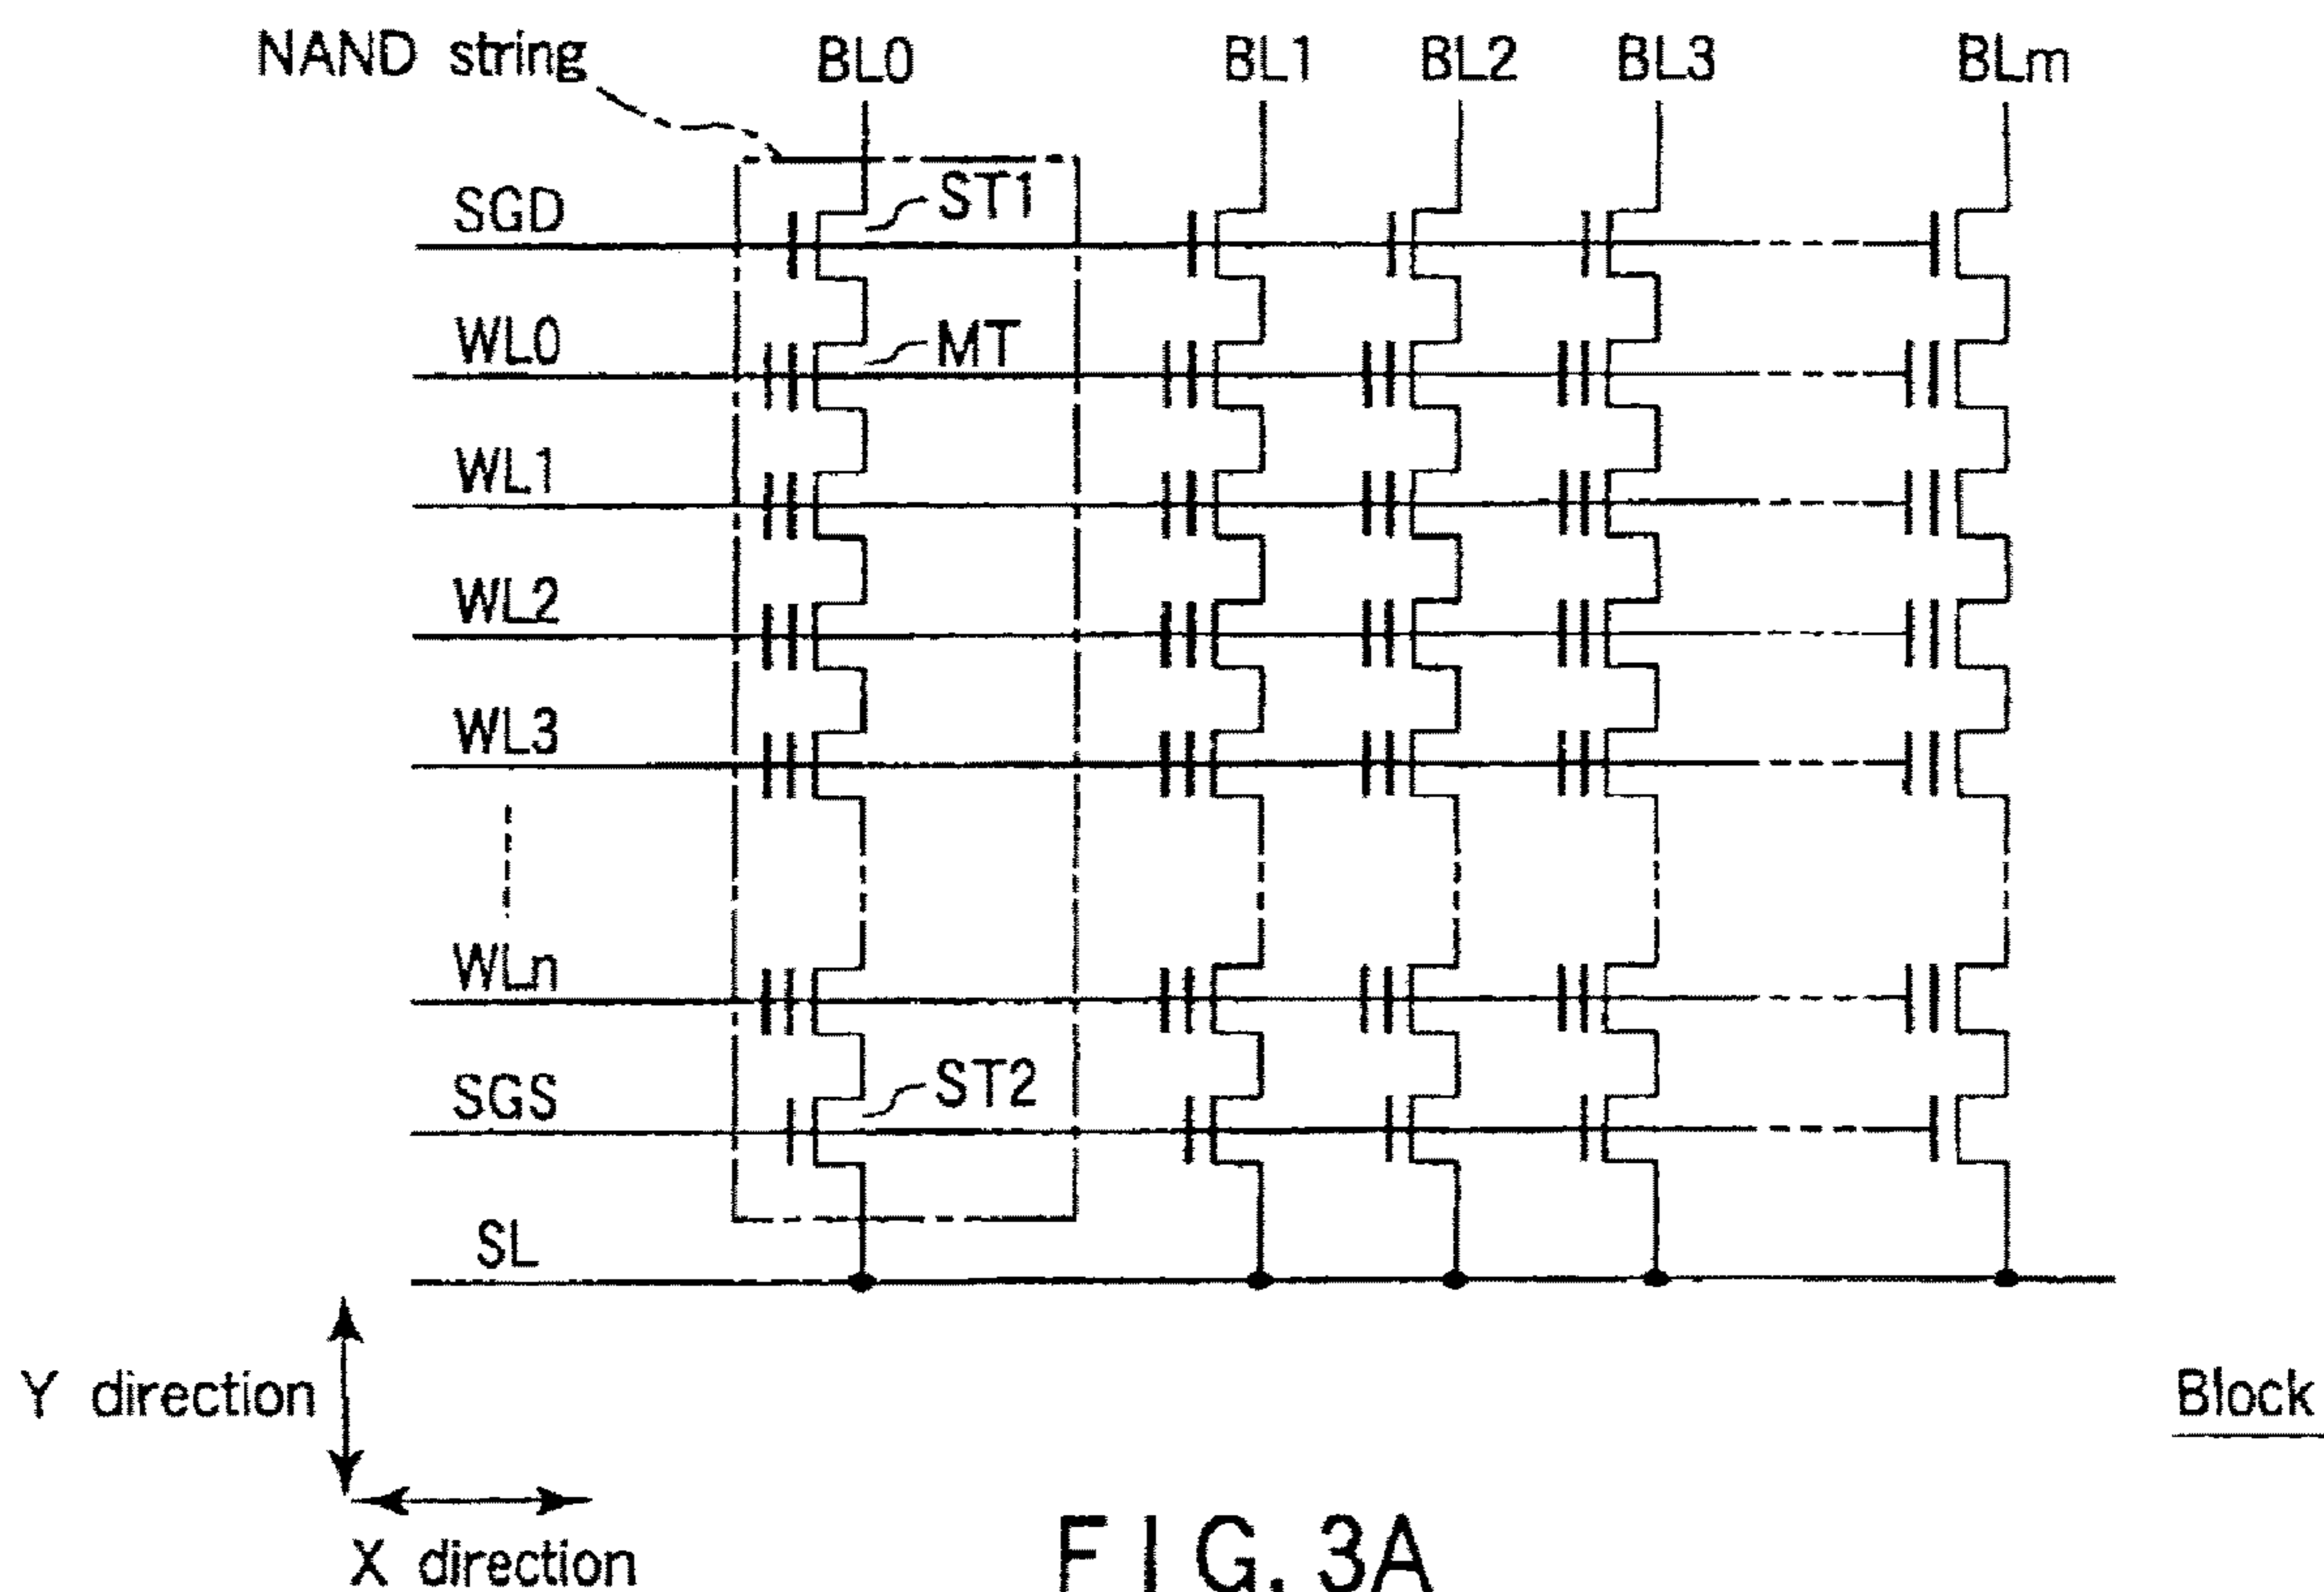 NAND string
BL0 BL1 BL2 BL3 BLm
SGD
ST1
WL0
MT
WL1
WL2
WL3
WLn
SGS
ST2
SL
Y direction
X direction
Block
FIG. 3A